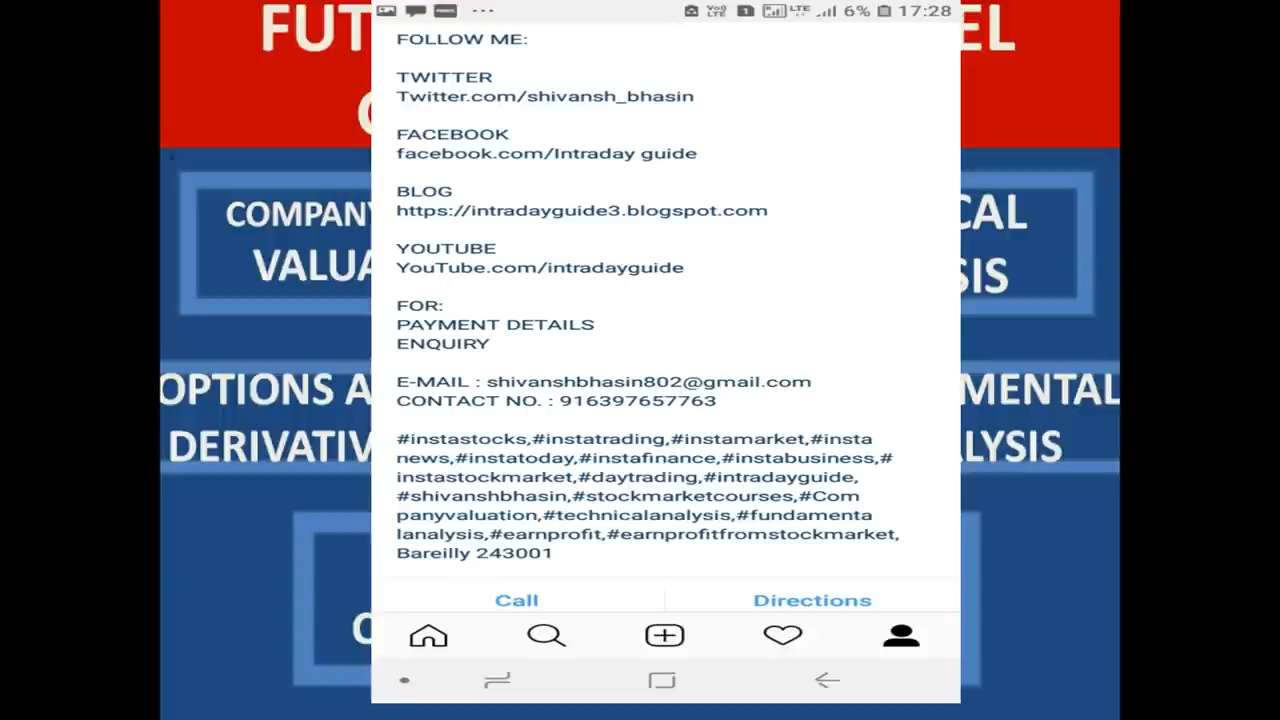 FUT
EL
VoLTE
1
LTE
6%
17:28
FOLLOW ME:
TWITTER
Twitter.com/shivansh_bhasin
FACEBOOK
facebook.com/Intraday guide
BLOG
https://intradayguide3.blogspot.com
YOUTUBE
YouTube.com/intradayguide
FOR:
PAYMENT DETAILS
ENQUIRY
E-MAIL : shivanshbhasin802@gmail.com
CONTACT NO. : 916397657763
#instastocks,#instatrading,#instamarket,#insta
news,#instatoday,#instafinance,#instabusiness,#
instastockmarket,#daytrading,#intradayguide,
#shivanshbhasin,#stockmarketcourses,#Com
panyvaluation,#technicalanalysis,#fundamenta
lanalysis,#earnprofit,#earnprofitfromstockmarket,
Bareilly 243001
Call
Directions
COMPANY
VALUA
CAL
SIS
OPTIONS A
DERIVATIV
MENTAL
LYSIS